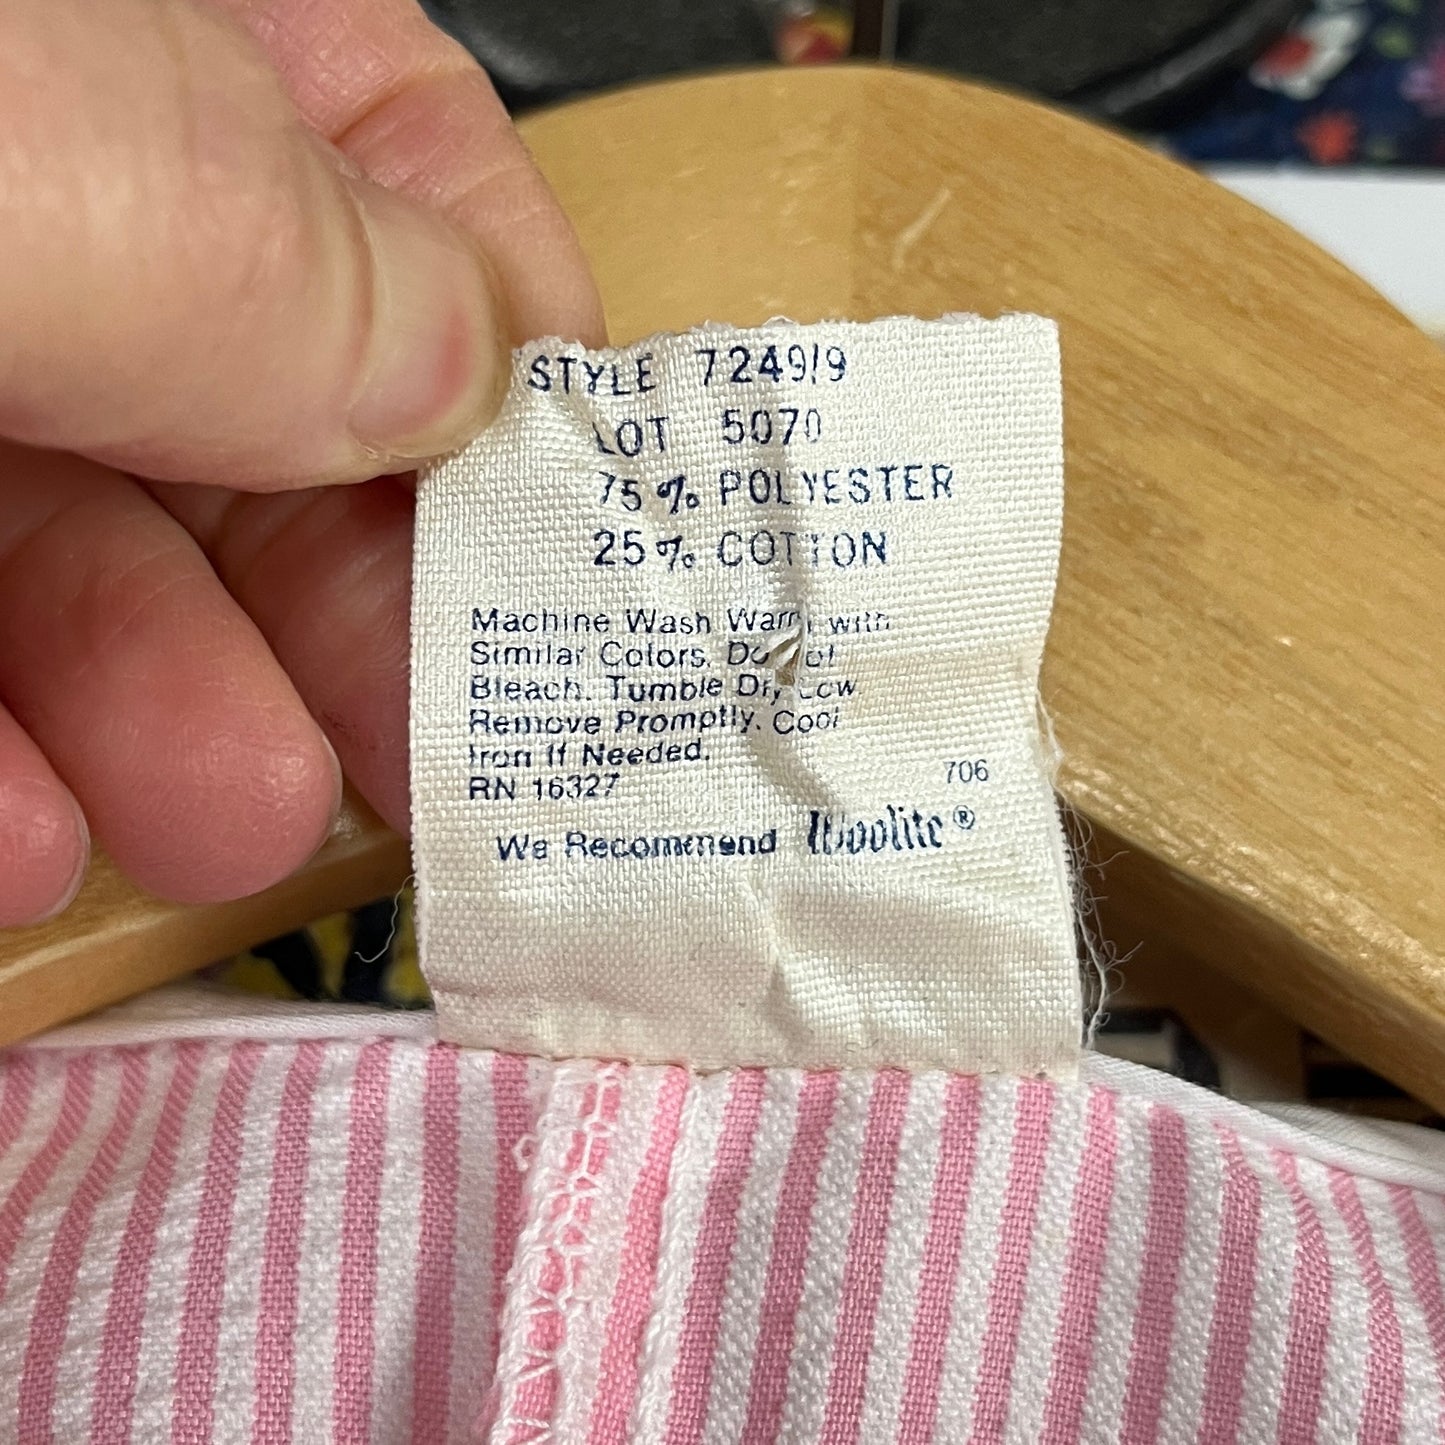 STYLE 7249/9
LOT 5070
75% POLYESTER
25% COTTON
Machine Wash Warm, with
Similar Colors. Do Not
Bleach. Tumble Dry Low
Remove Promptly. Cool
Iron If Needed.
RN 16327
706
We Recommend Woolite®